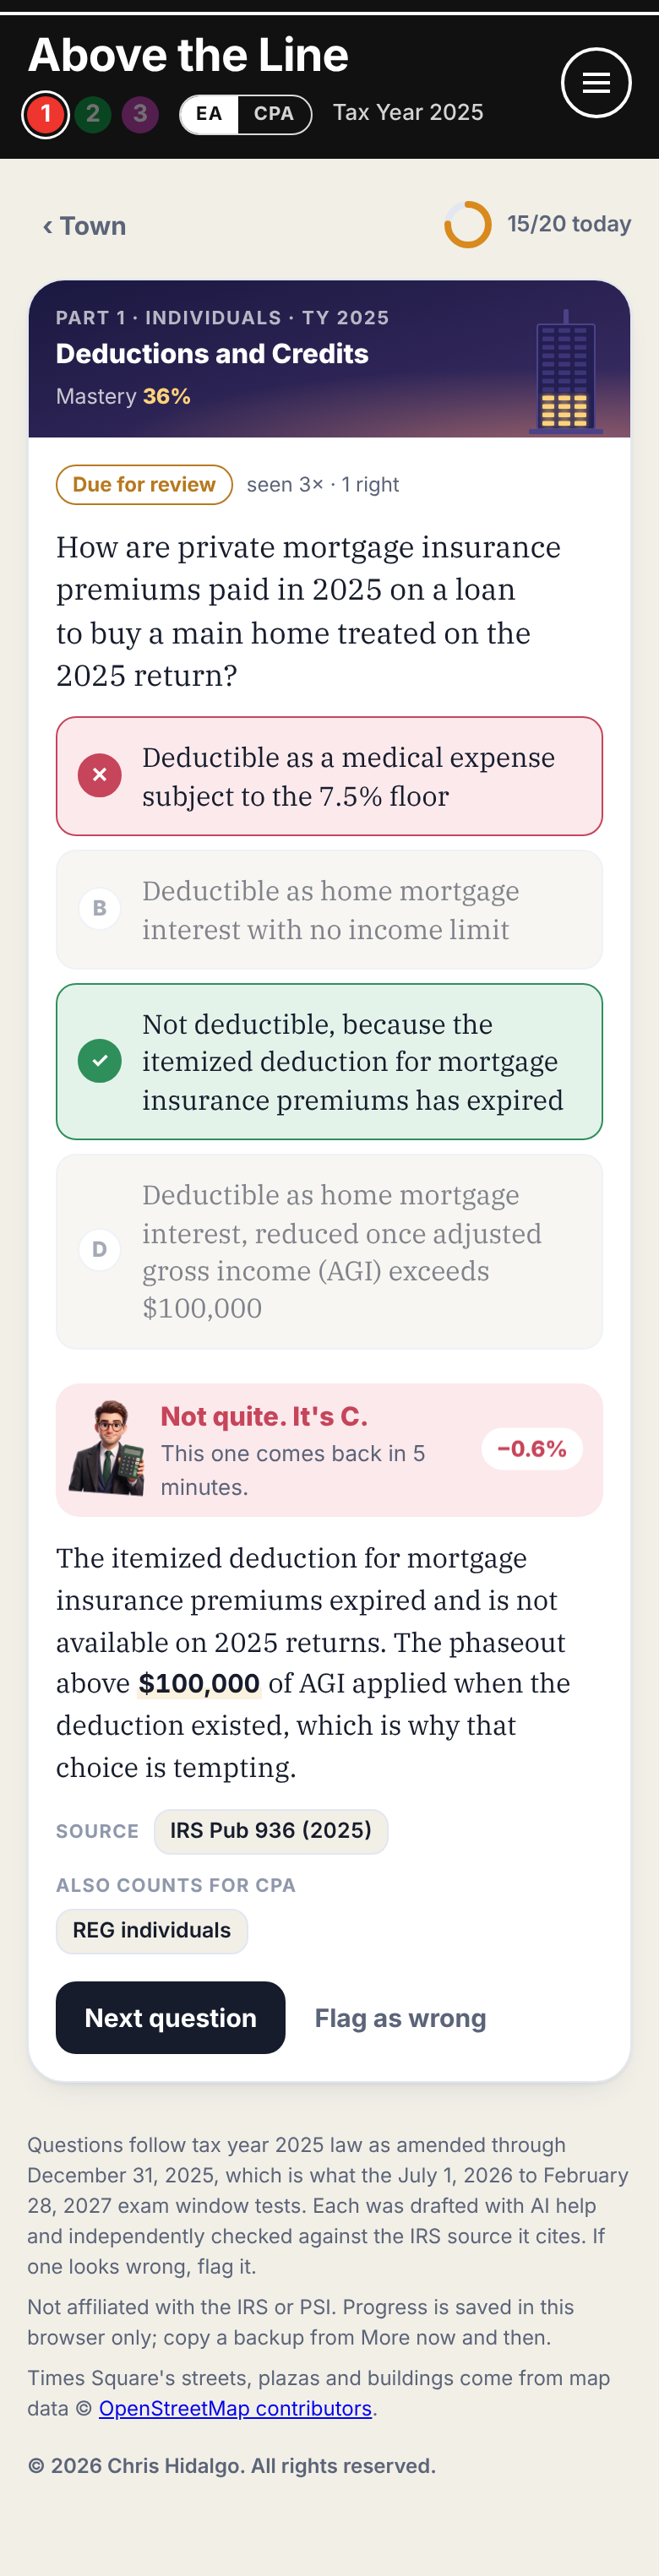 Above the Line
1 2 3 EA CPA Tax Year 2025
‹ Town
15/20 today
PART 1 · INDIVIDUALS · TY 2025
Deductions and Credits
Mastery 36%
Due for review seen 3× · 1 right
How are private mortgage insurance
premiums paid in 2025 on a loan
to buy a main home treated on the
2025 return?
✕ Deductible as a medical expense
subject to the 7.5% floor
B Deductible as home mortgage
interest with no income limit
✓ Not deductible, because the
itemized deduction for mortgage
insurance premiums has expired
D Deductible as home mortgage
interest, reduced once adjusted
gross income (AGI) exceeds
$100,000
Not quite. It's C.
This one comes back in 5
minutes.
−0.6%
The itemized deduction for mortgage
insurance premiums expired and is not
available on 2025 returns. The phaseout
above $100,000 of AGI applied when the
deduction existed, which is why that
choice is tempting.
SOURCE IRS Pub 936 (2025)
ALSO COUNTS FOR CPA
REG individuals
Next question Flag as wrong
Questions follow tax year 2025 law as amended through
December 31, 2025, which is what the July 1, 2026 to February
28, 2027 exam window tests. Each was drafted with AI help
and independently checked against the IRS source it cites. If
one looks wrong, flag it.
Not affiliated with the IRS or PSI. Progress is saved in this
browser only; copy a backup from More now and then.
Times Square's streets, plazas and buildings come from map
data © OpenStreetMap contributors.
© 2026 Chris Hidalgo. All rights reserved.